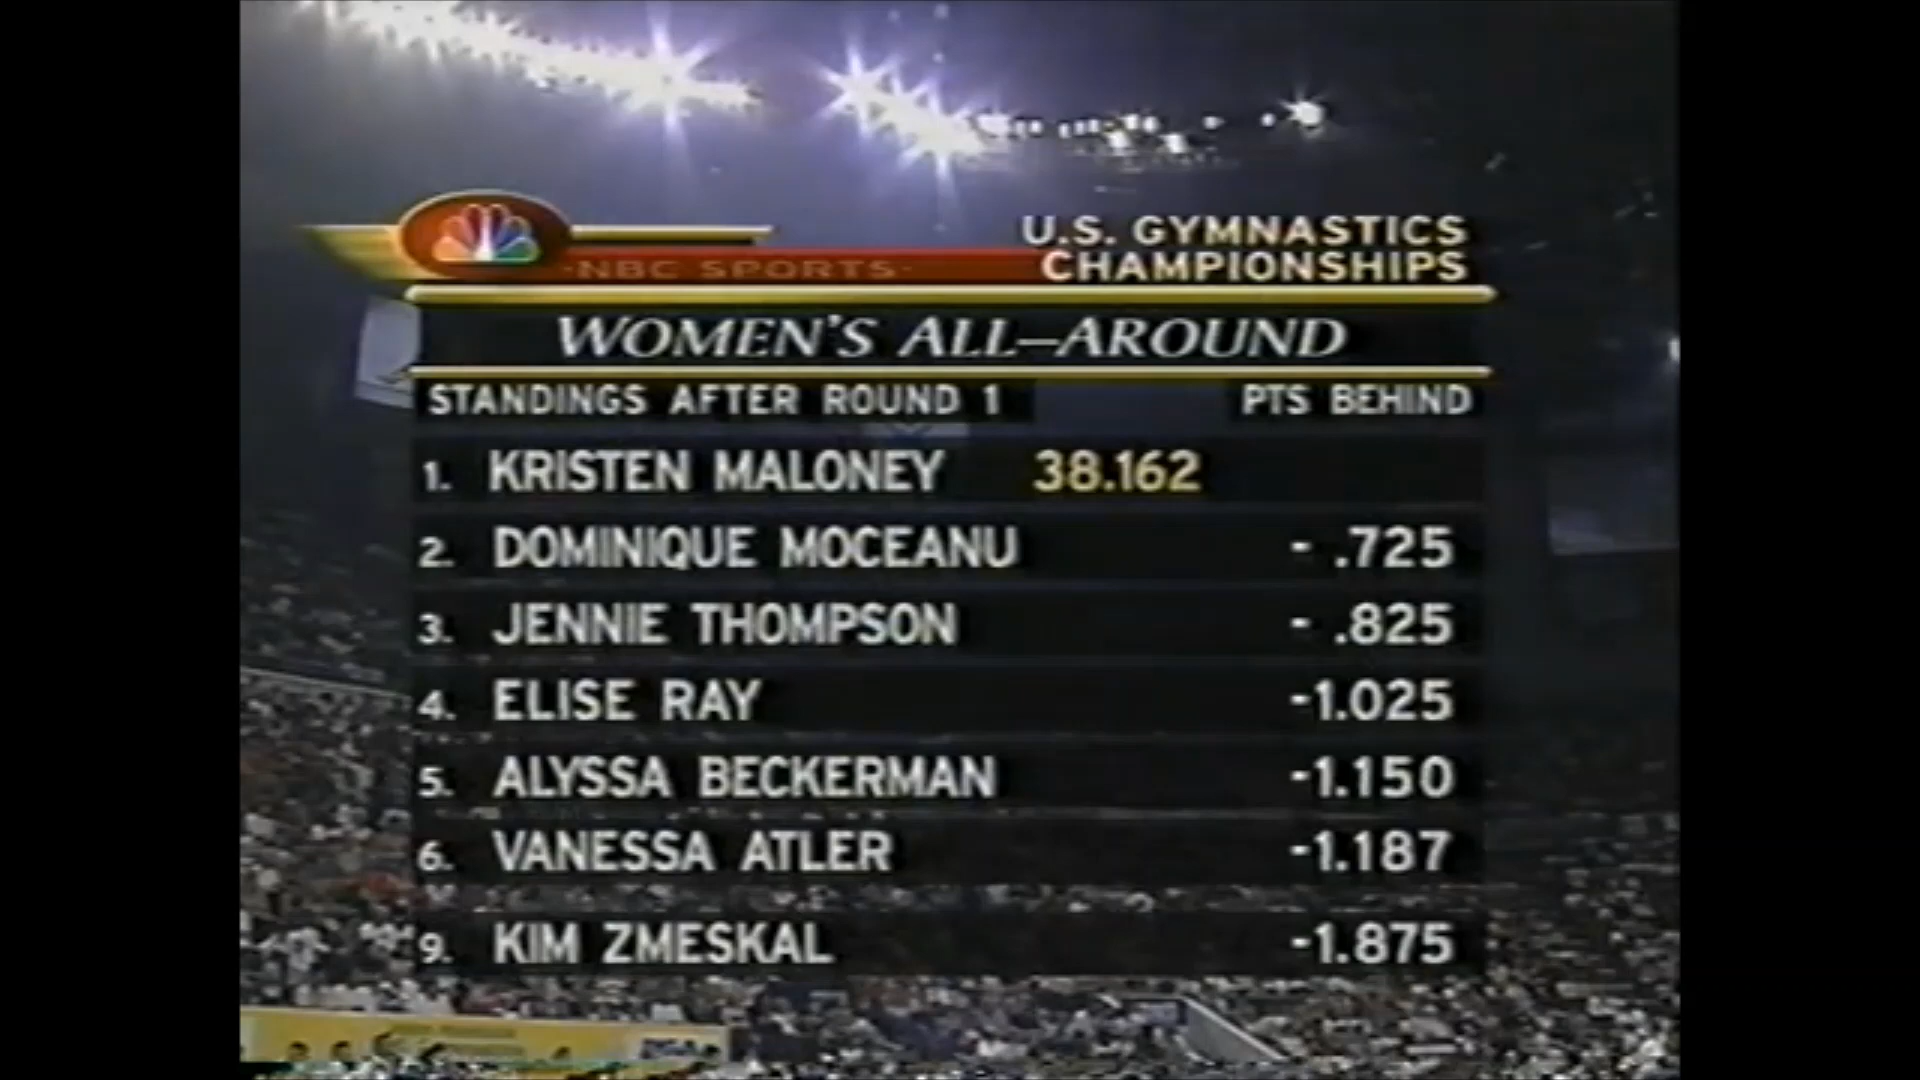 U.S. GYMNASTICS
CHAMPIONSHIPS
·NBC SPORTS·
WOMEN'S ALL–AROUND
STANDINGS AFTER ROUND 1 PTS BEHIND
1. KRISTEN MALONEY 38.162
2. DOMINIQUE MOCEANU - .725
3. JENNIE THOMPSON - .825
4. ELISE RAY -1.025
5. ALYSSA BECKERMAN -1.150
6. VANESSA ATLER -1.187
9. KIM ZMESKAL -1.875